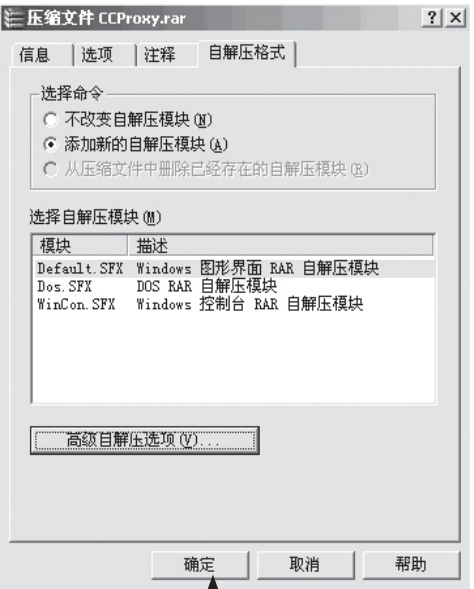 压缩文件 CCProxy.rar
信息 选项 注释 自解压格式
选择命令
不改变自解压模块(N)
添加新的自解压模块(A)
从压缩文件中删除已经存在的自解压模块(R)
选择自解压模块(M)
模块 描述
Default.SFX Windows 图形界面 RAR 自解压模块
Dos.SFX DOS RAR 自解压模块
WinCon.SFX Windows 控制台 RAR 自解压模块
高级自解压选项(V)...
确定 取消 帮助